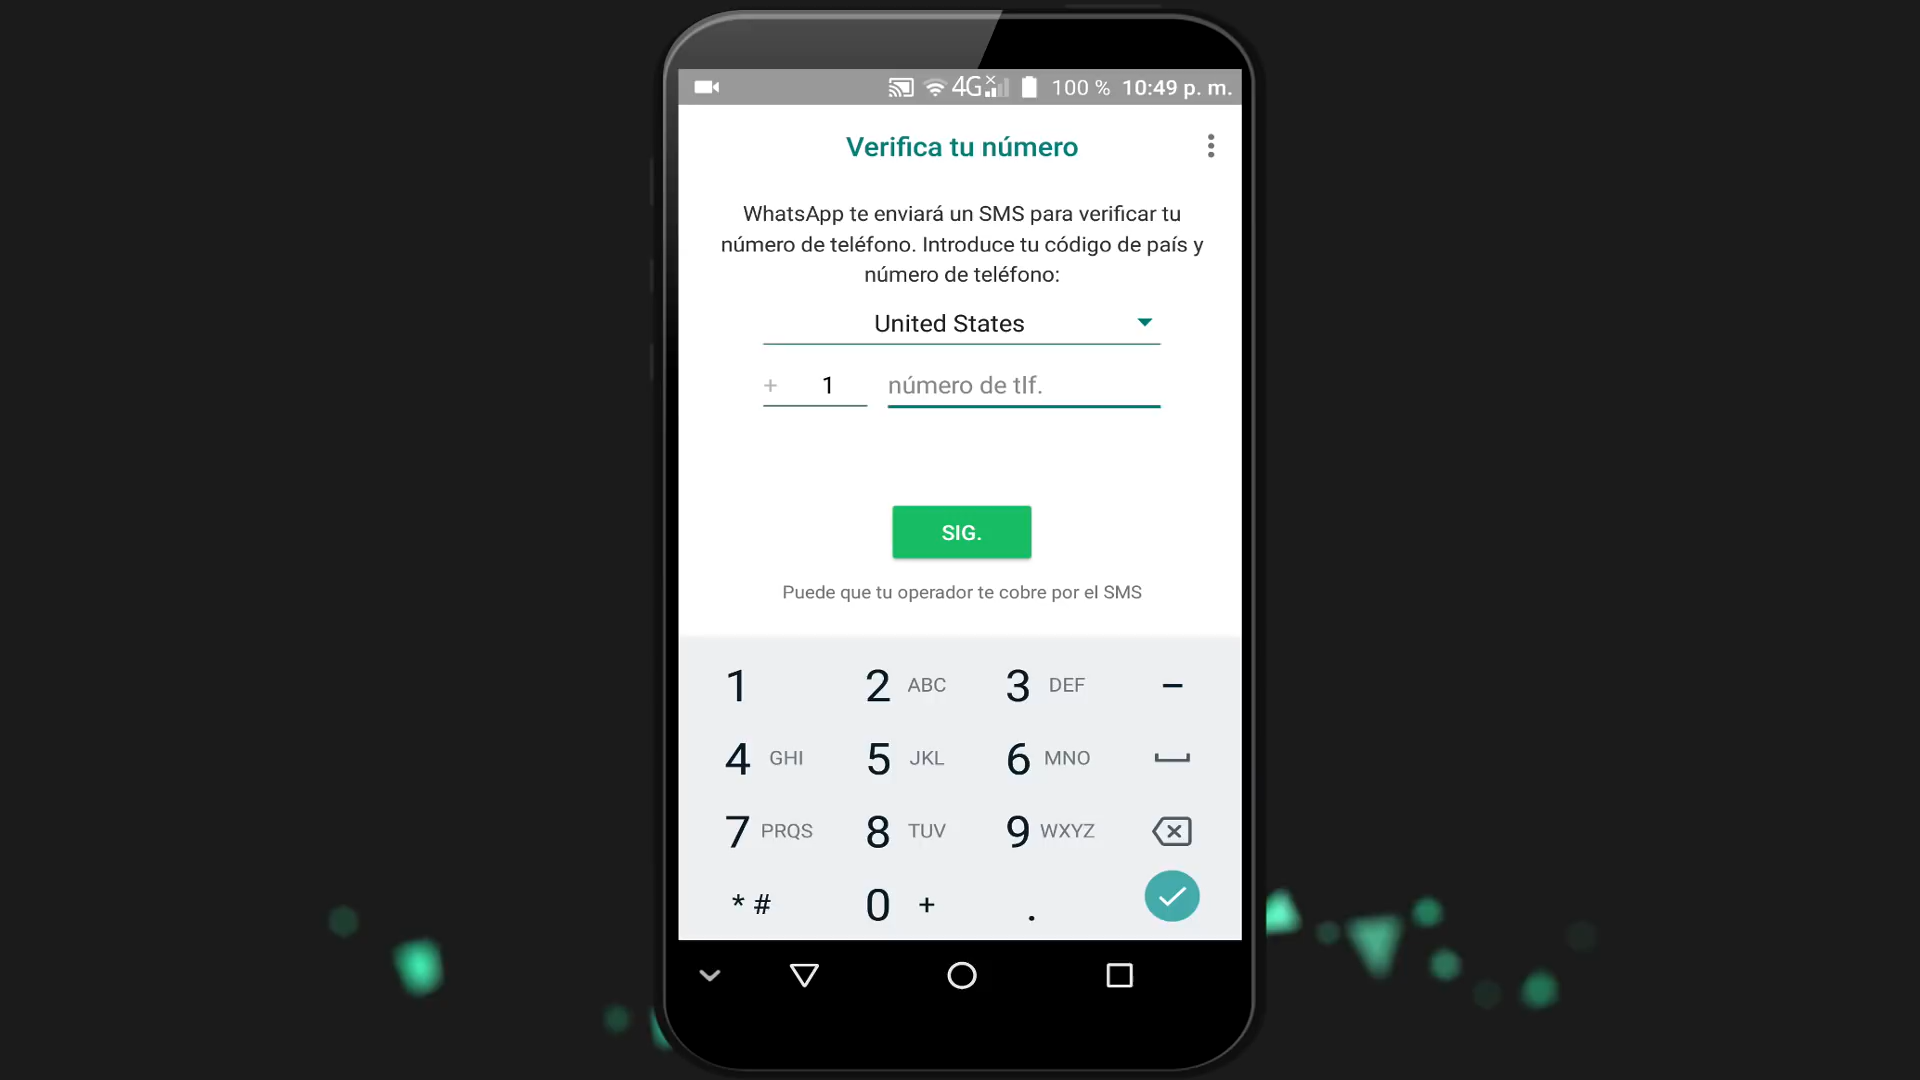 4G 100 % 10:49 p. m.
Verifica tu número
WhatsApp te enviará un SMS para verificar tu
número de teléfono. Introduce tu código de país y
número de teléfono:
United States
+ 1 número de tlf.
SIG.
Puede que tu operador te cobre por el SMS
1 2 ABC 3 DEF –
4 GHI 5 JKL 6 MNO
7 PRQS 8 TUV 9 WXYZ
* # 0 + .